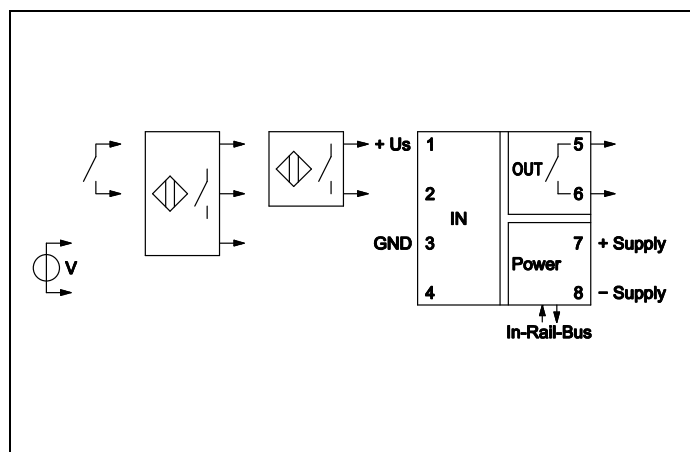 + Us 1 5
OUT
2 6
IN
V GND 3 7 + Supply
Power
4 8 – Supply
In-Rail-Bus